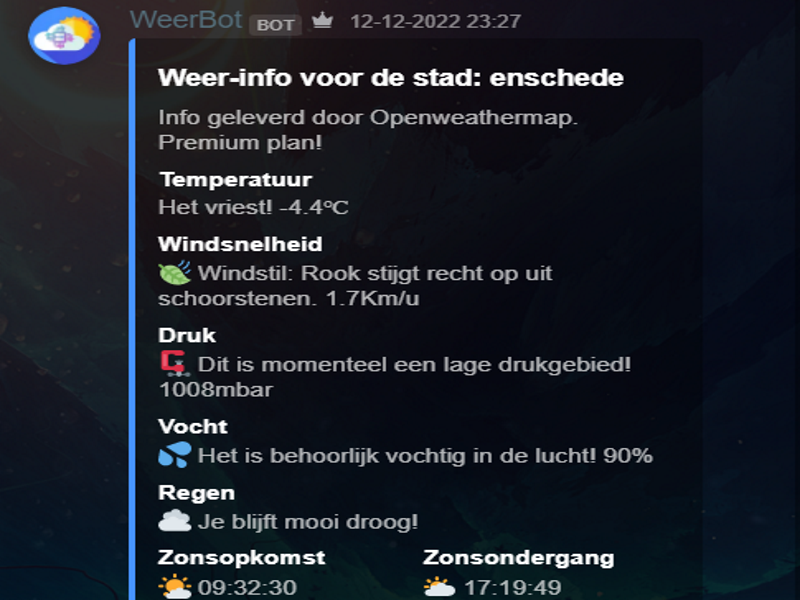 WeerBot BOT 12-12-2022 23:27
Weer-info voor de stad: enschede
Info geleverd door Openweathermap.
Premium plan!
Temperatuur
Het vriest! -4.4°C
Windsnelheid
Windstil: Rook stijgt recht op uit
schoorstenen. 1.7Km/u
Druk
Dit is momenteel een lage drukgebied!
1008mbar
Vocht
Het is behoorlijk vochtig in de lucht! 90%
Regen
Je blijft mooi droog!
Zonsopkomst Zonsondergang
09:32:30 17:19:49